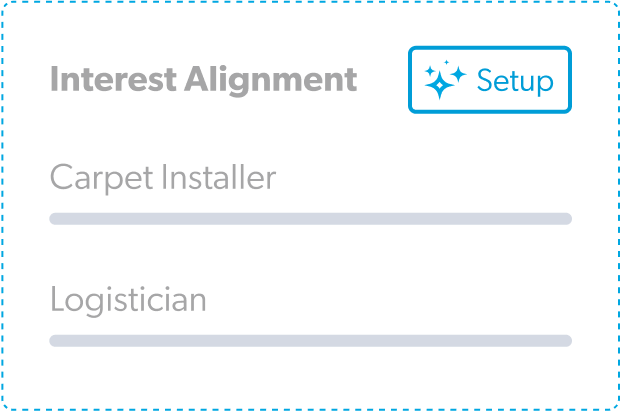 Interest Alignment
Setup
Carpet Installer
Logistician